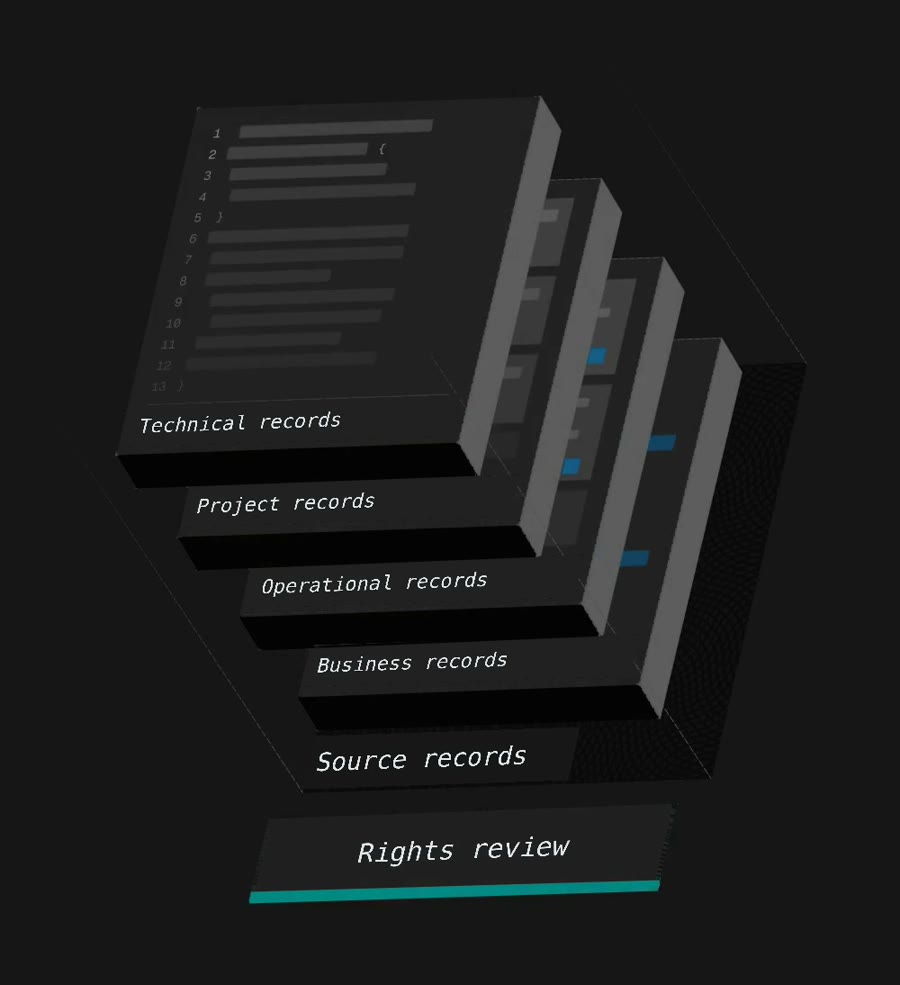 1
2 {
3
4
5 }
6
7
8
9
10
11
12
13 )
Technical records
Project records
Operational records
Business records
Source records
Rights review